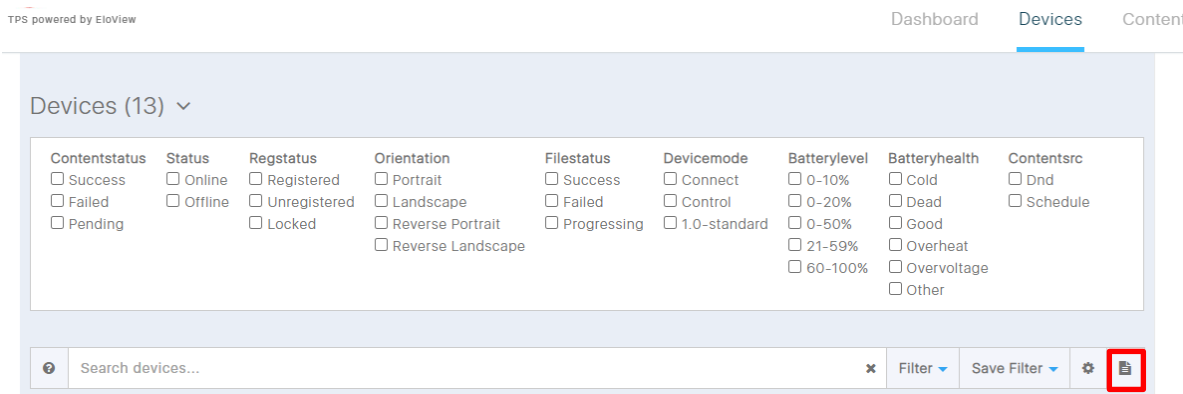 TPS powered by EloView
Dashboard Devices Content
Devices (13)
Contentstatus Status Regstatus Orientation Filestatus Devicemode Batterylevel Batteryhealth Contentsrc
Success Online Registered Portrait Success Connect 0-10% Cold Dnd
Failed Offline Unregistered Landscape Failed Control 0-20% Dead Schedule
Pending Locked Reverse Portrait Progressing 1.0-standard 0-50% Good
Reverse Landscape 21-59% Overheat
60-100% Overvoltage
Other
Search devices... Filter Save Filter